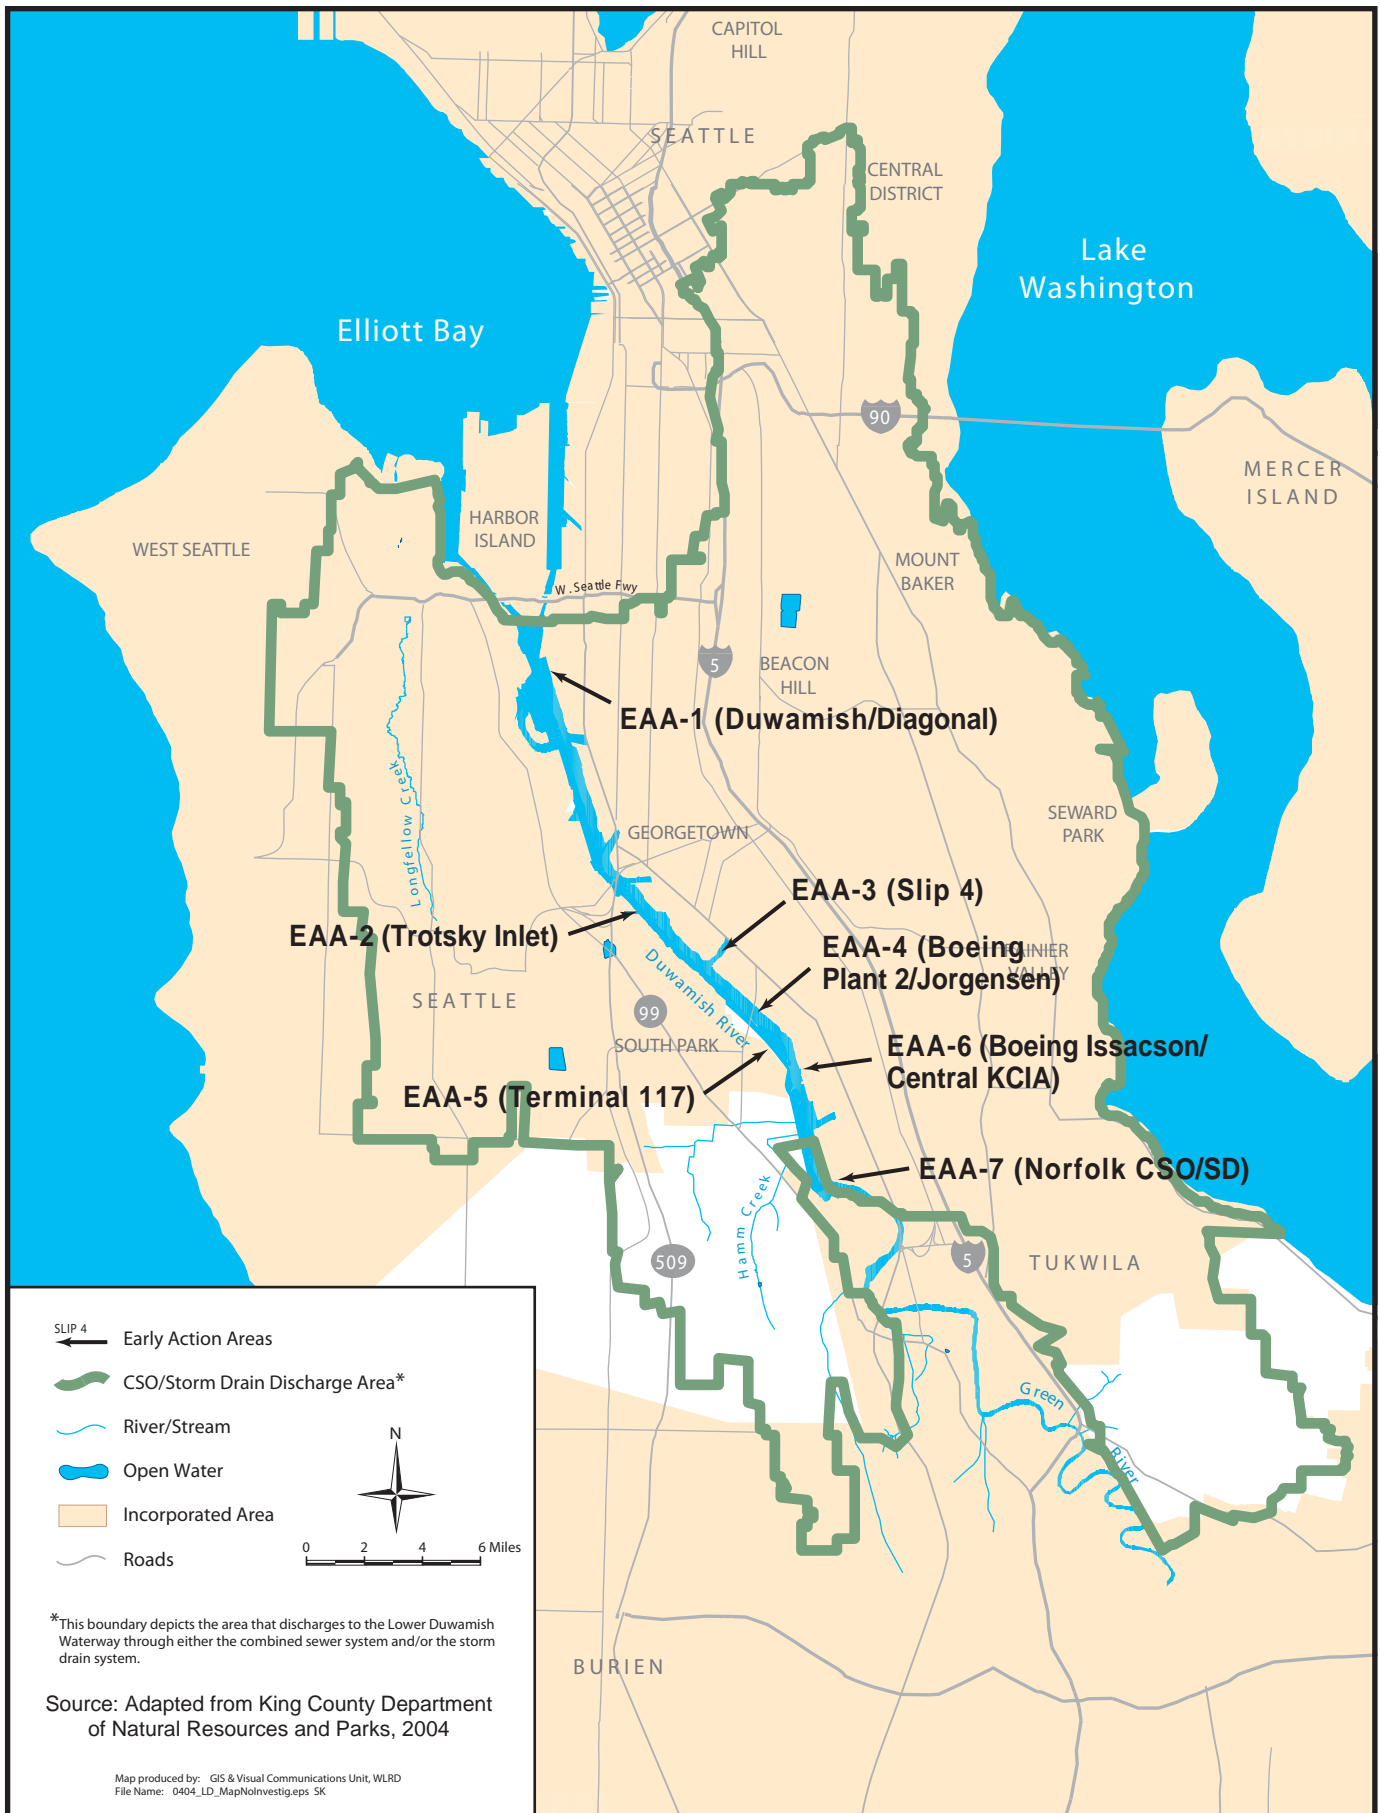 CAPITOL
HILL
SEATTLE
CENTRAL
DISTRICT
Lake
Washington
Elliott Bay
90
MERCER
ISLAND
HARBOR
ISLAND
WEST SEATTLE
MOUNT
BAKER
W. Seattle Fwy
5
BEACON
HILL
EAA-1 (Duwamish/Diagonal)
Longfellow Creek
SEWARD
PARK
GEORGETOWN
EAA-3 (Slip 4)
EAA-2 (Trotsky Inlet)
EAA-4 (Boeing
Plant 2/Jorgensen)
RAINIER
VALLEY
Duwamish River
SEATTLE
99
SOUTH PARK
EAA-6 (Boeing Issacson/
Central KCIA)
EAA-5 (Terminal 117)
EAA-7 (Norfolk CSO/SD)
Hamm Creek
509
5
TUKWILA
Green
River
SLIP 4
Early Action Areas
CSO/Storm Drain Discharge Area*
River/Stream
Open Water
Incorporated Area
Roads
N
0 2 4 6 Miles
*This boundary depicts the area that discharges to the Lower Duwamish
Waterway through either the combined sewer system and/or the storm
drain system.
Source: Adapted from King County Department
of Natural Resources and Parks, 2004
Map produced by: GIS & Visual Communications Unit, WLRD
File Name: 0404_LD_MapNoInvestig.eps SK
BURIEN